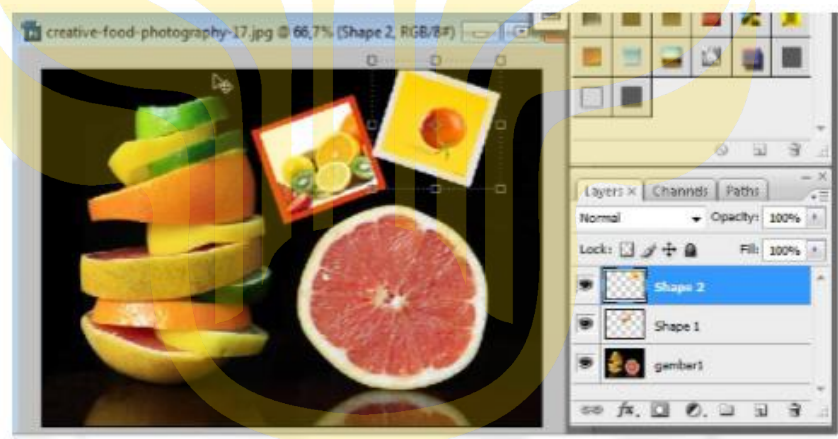 creative-food-photography-17.jpg @ 66,7% (Shape 2, RGB/8#)
Layers × Channels Paths
Normal Opacity: 100%
Lock: Fill: 100%
Shape 2
Shape 1
gambar1